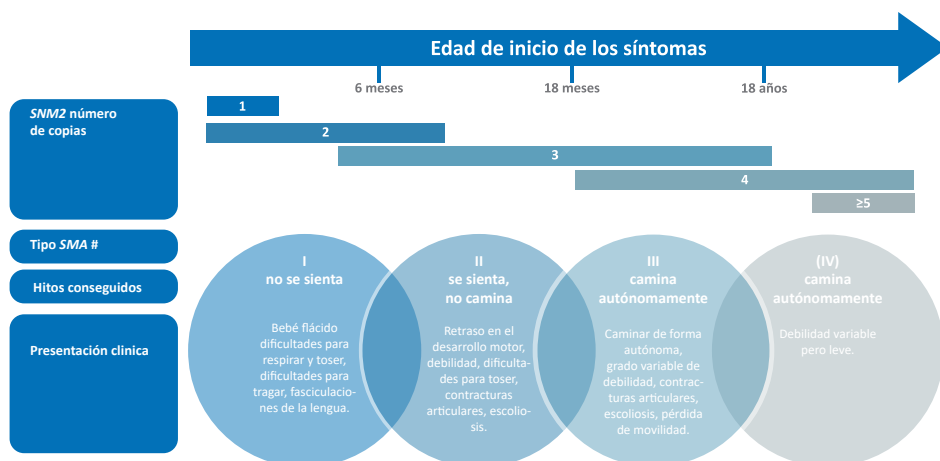 Edad de inicio de los síntomas
6 meses
18 meses
18 años
SNM2 número
de copias
1
2
3
4
≥5
Tipo SMA #
Hitos conseguidos
Presentación clinica
I
no se sienta
Bebé flácido
dificultades para
respirar y toser,
dificultades para
tragar, fasciculacio-
nes de la lengua.
II
se sienta,
no camina
Retraso en el
desarrollo motor,
debilidad, dificulta-
des para toser,
contracturas
articulares, escolio-
sis.
III
camina
autónomamente
Caminar de forma
autónoma,
grado variable de
debilidad, contrac-
turas articulares,
escoliosis, pérdida
de movilidad.
(IV)
camina
autónomamente
Debilidad variable
pero leve.